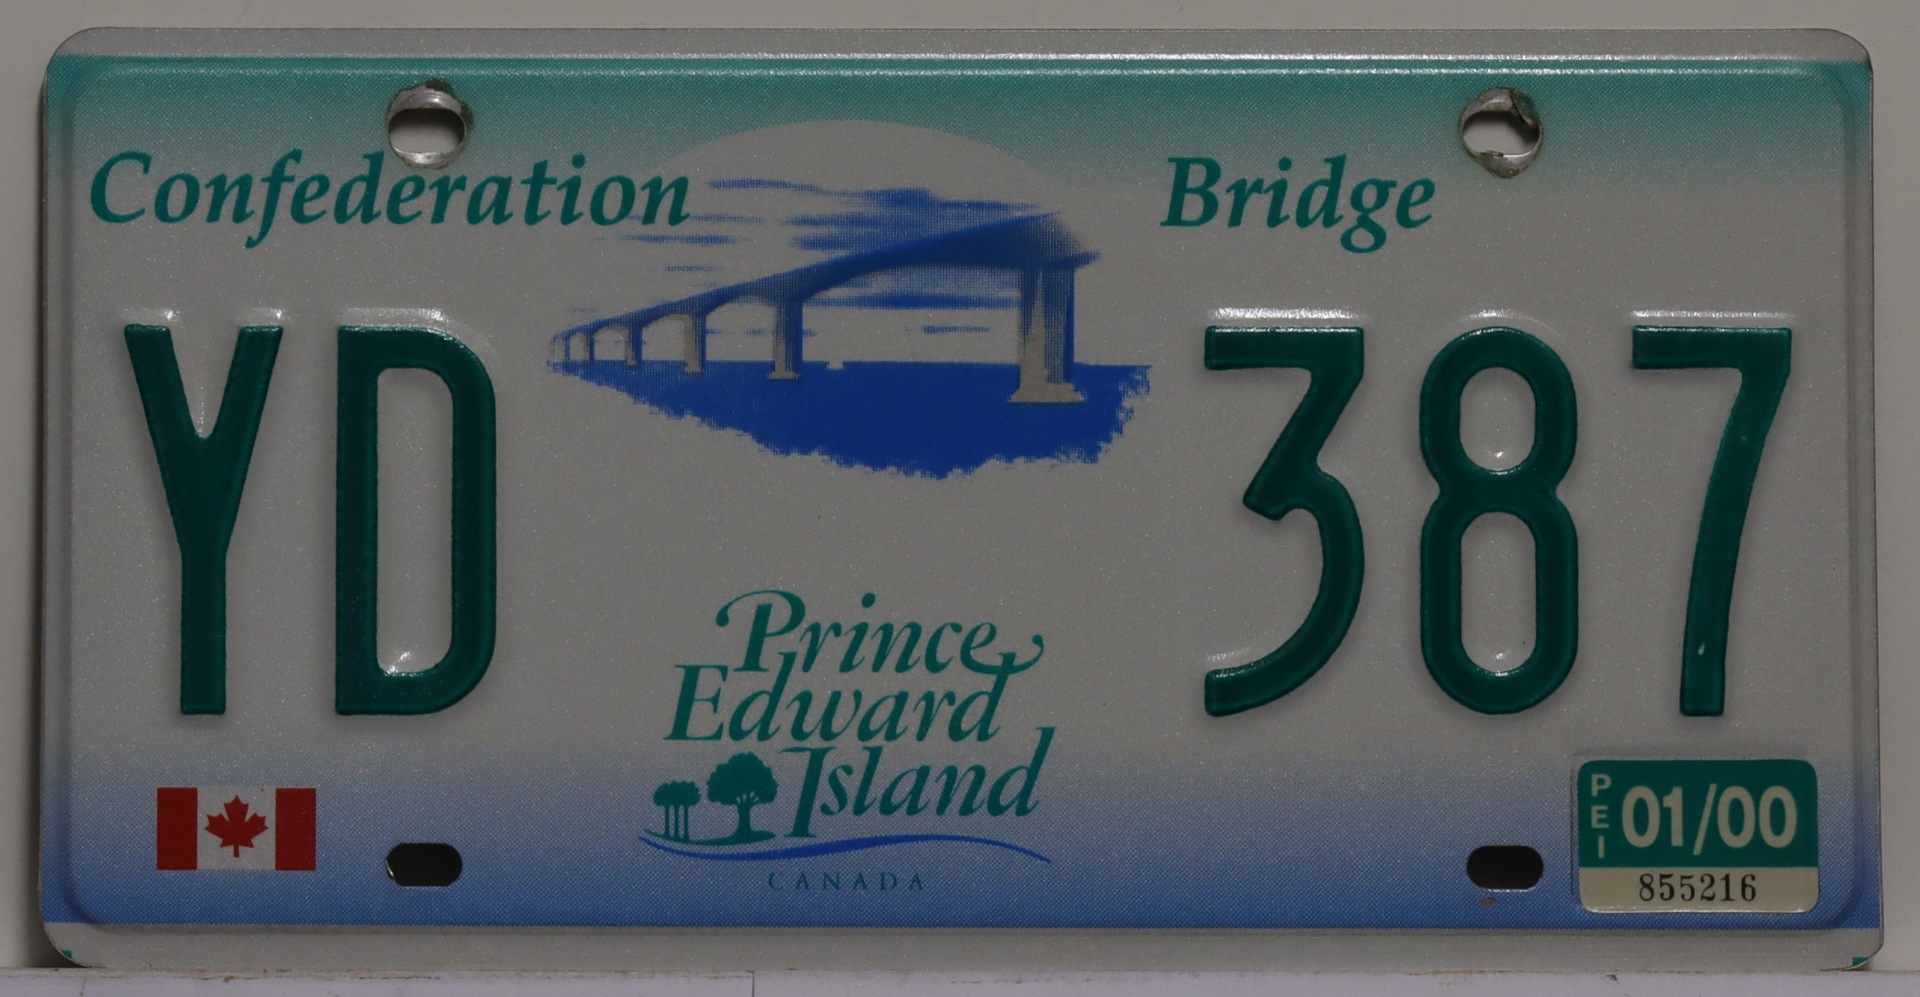 Confederation Bridge
YD 387
Prince
Edward
Island
CANADA
PEI 01/00
855216